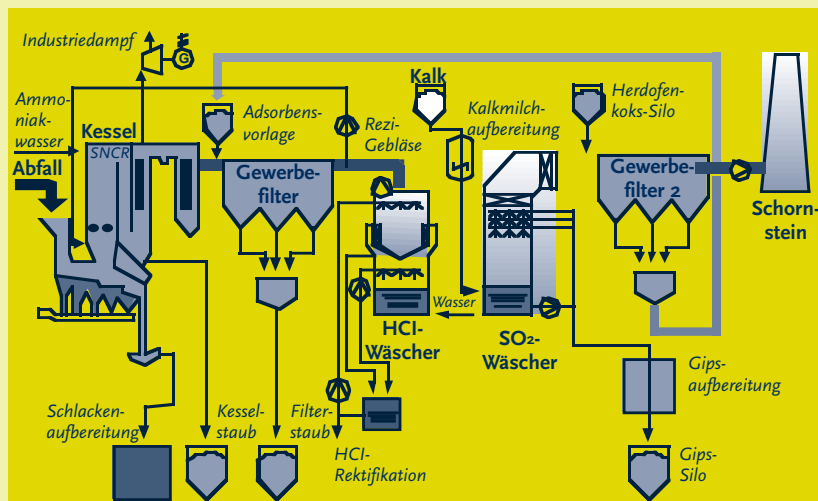 Industriedampf
G
Ammo-
niak-
wasser
Kessel
SNCR
Abfall
Adsorbens-
vorlage
Rezi-
Gebläse
Kalk
Kalkmilch-
aufbereitung
Herdofen-
koks-Silo
Gewerbe-
filter
Gewerbe-
filter 2
Schorn-
stein
Wasser
HCl-
Wäscher
SO2-
Wäscher
Gips-
aufbereitung
Schlacken-
aufbereitung
Kessel-
staub
Filter-
staub
HCl-
Rektifikation
Gips-
Silo